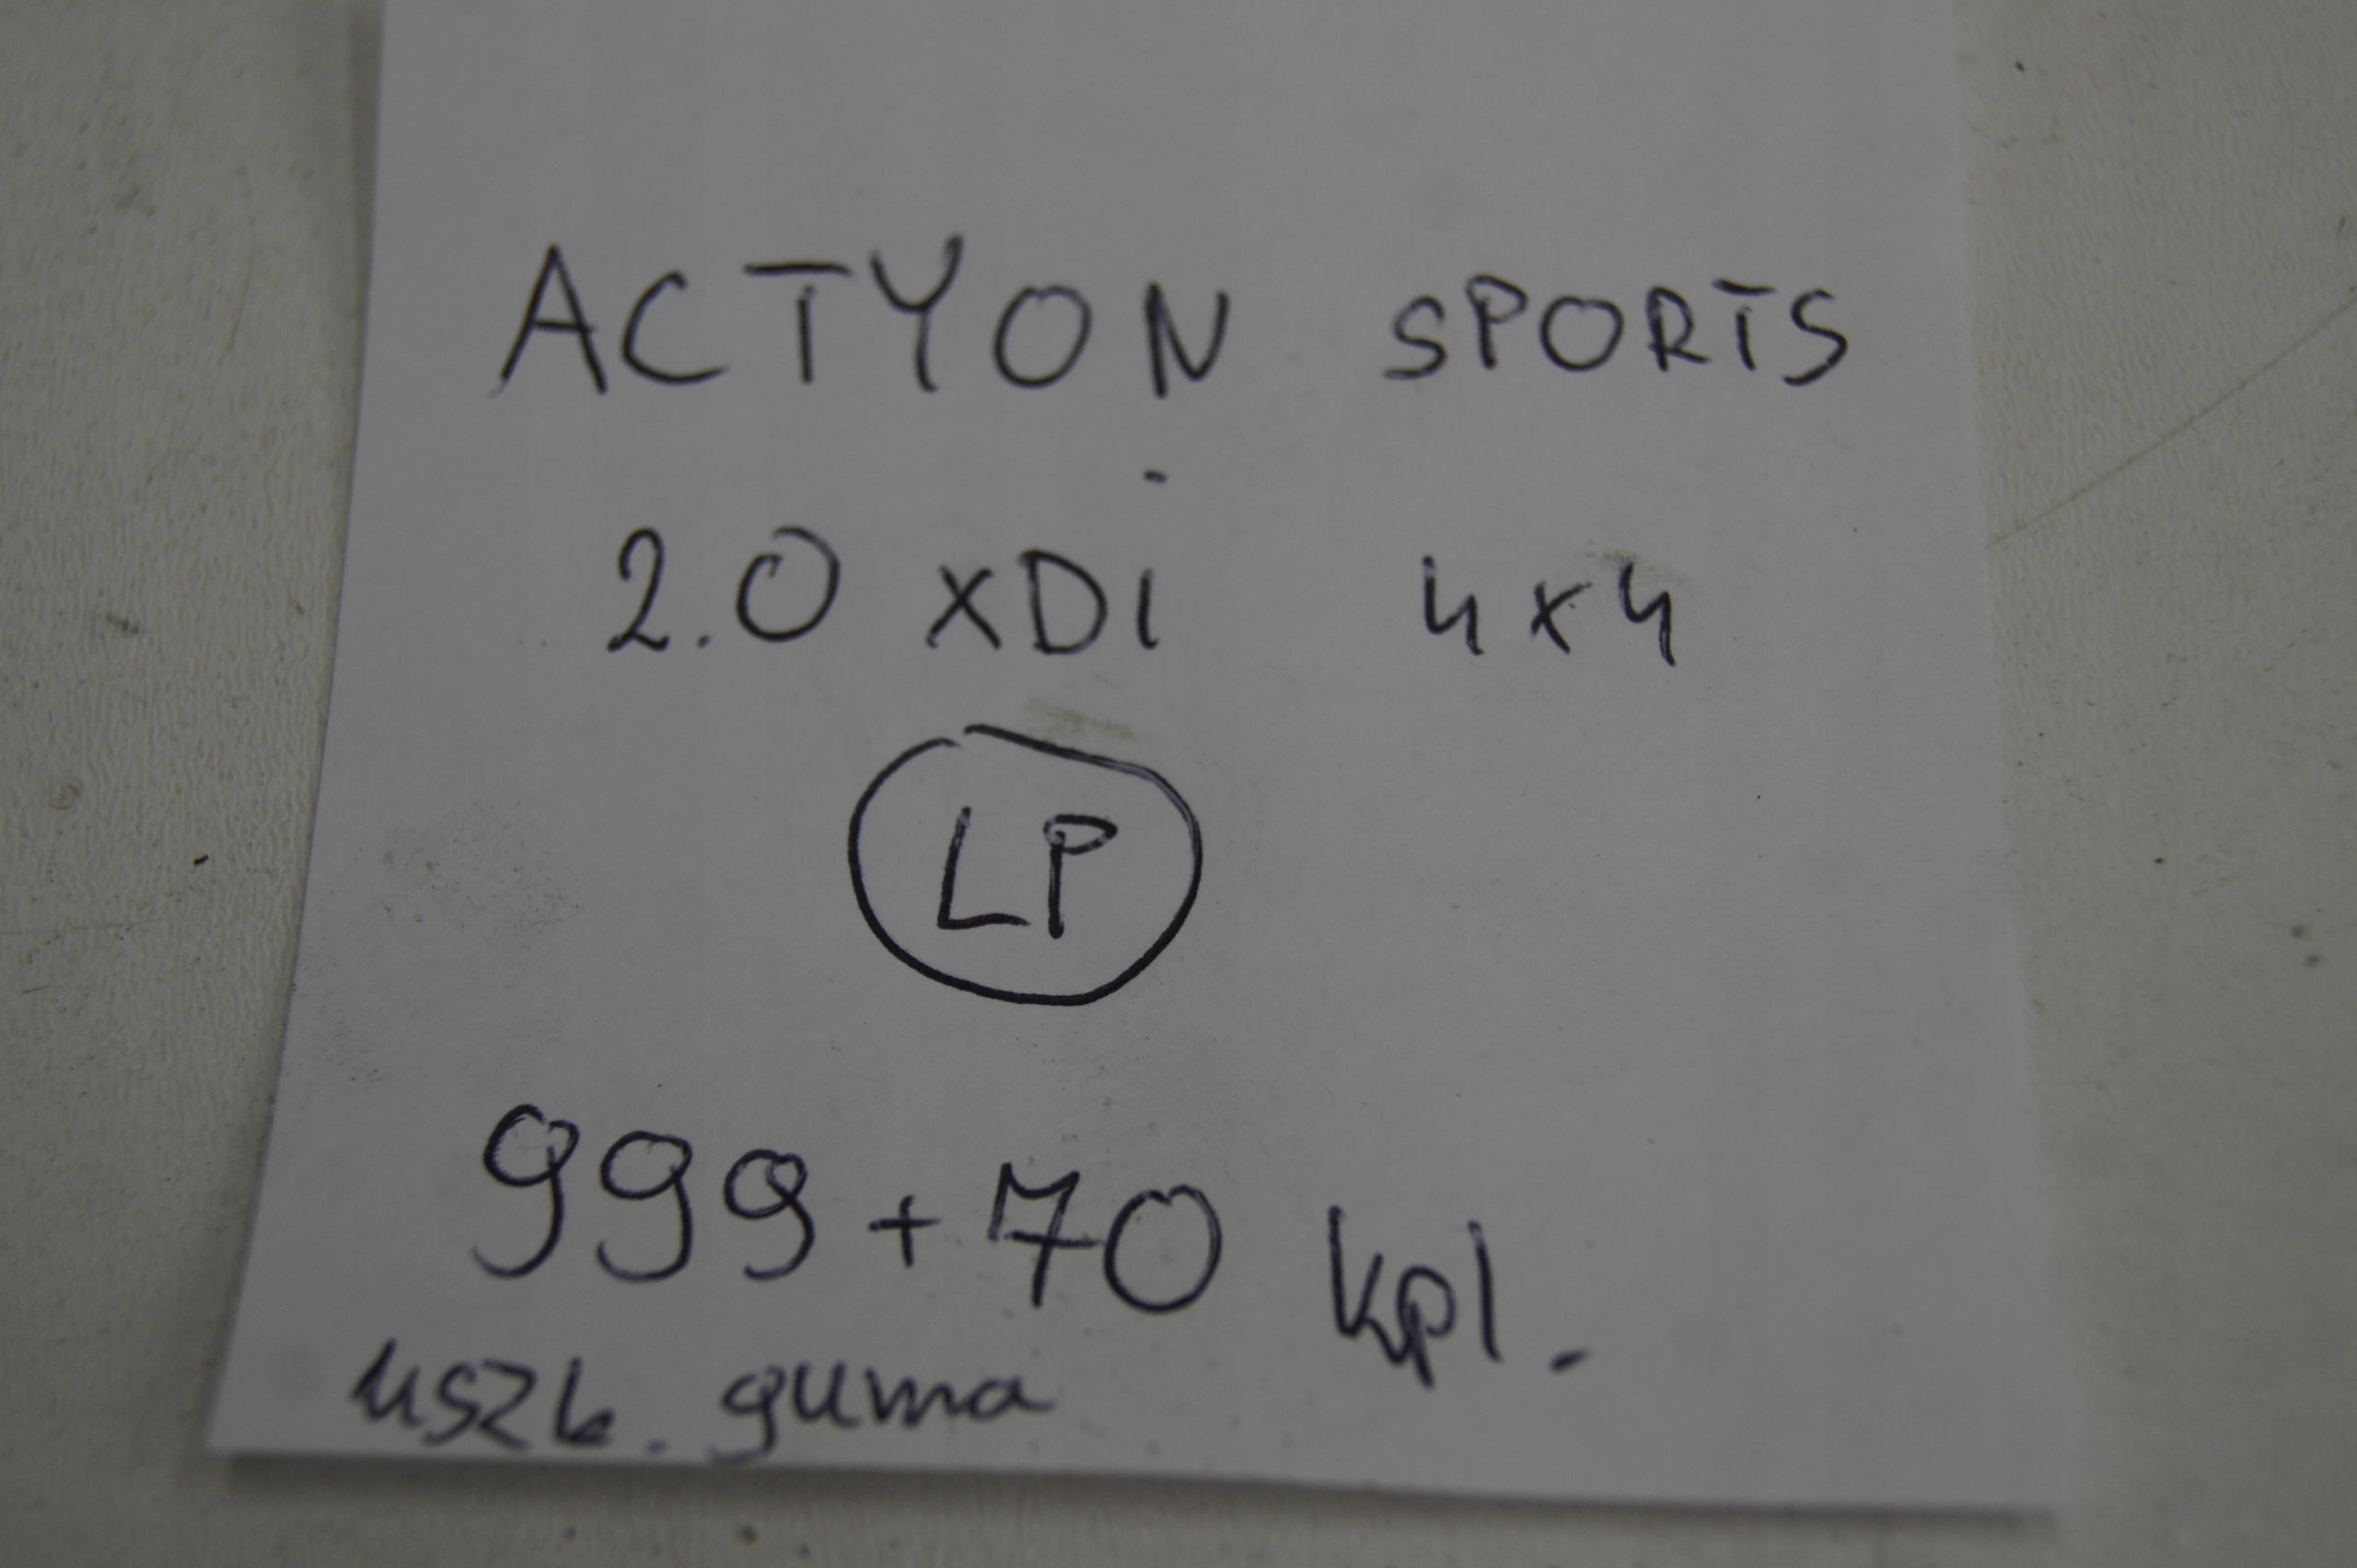 ACTYON SPORTS
2.0 XDi 4x4
LP
999 + 70 kpl.
uszk. guma